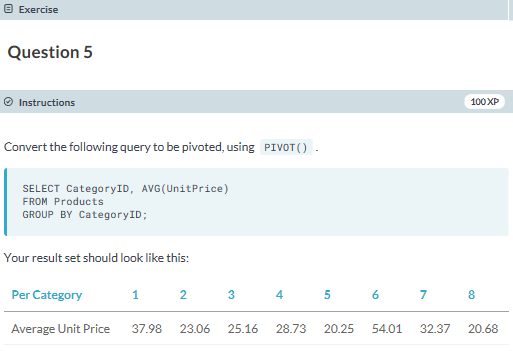 Exercise
Question 5
Instructions
100 XP
Convert the following query to be pivoted, using PIVOT() .
SELECT CategoryID, AVG(UnitPrice)
FROM Products
GROUP BY CategoryID;
Your result set should look like this:
Per Category 1 2 3 4 5 6 7 8
Average Unit Price 37.98 23.06 25.16 28.73 20.25 54.01 32.37 20.68